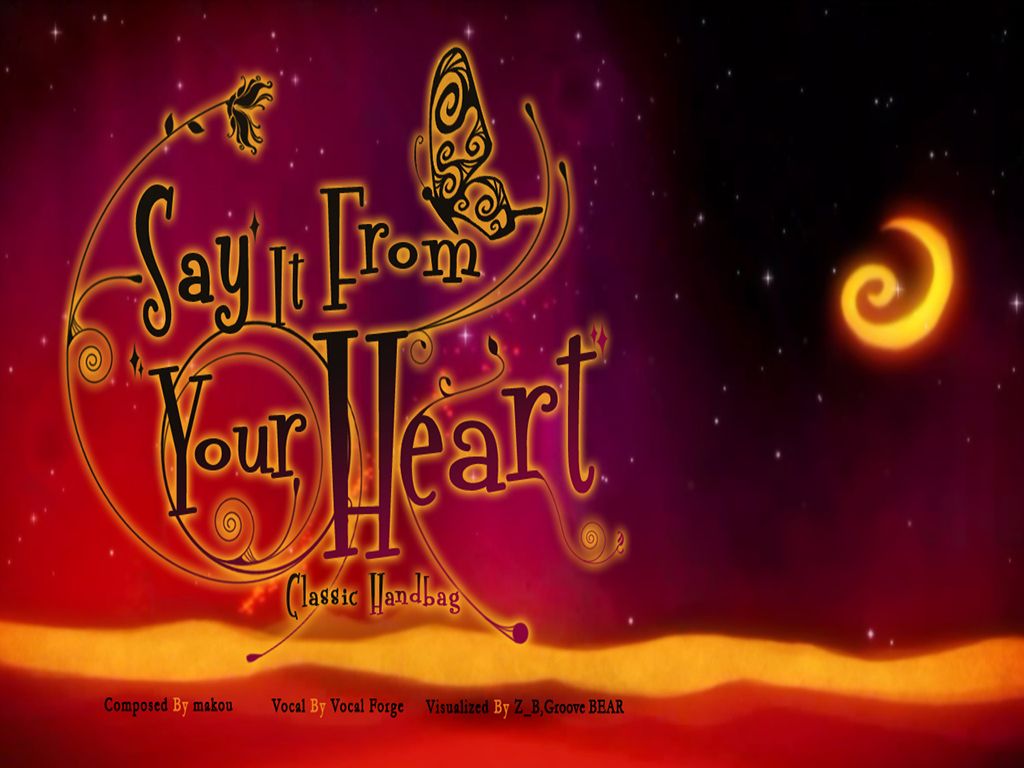 Say It From
Your Heart
Classic Handbag
Composed By makou Vocal By Vocal Forge Visualized By Z_B,Groove BEAR